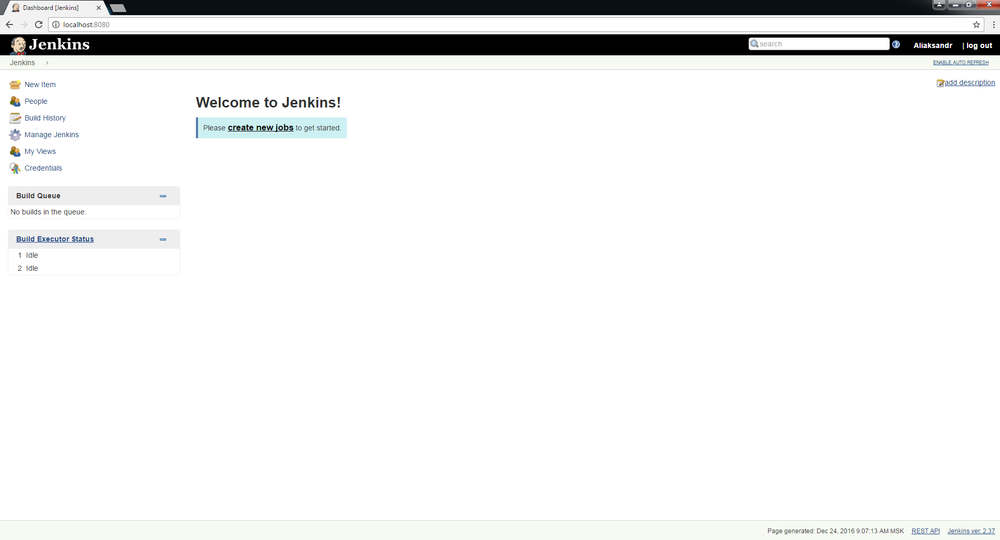 Dashboard [Jenkins]
localhost:8080
Jenkins
search
Aliaksandr | log out
Jenkins
ENABLE AUTO REFRESH
New Item
People
Build History
Manage Jenkins
My Views
Credentials
Build Queue
No builds in the queue.
Build Executor Status
1 Idle
2 Idle
add description
Welcome to Jenkins!
Please create new jobs to get started.
Page generated: Dec 24, 2016 9:07:13 AM MSK REST API Jenkins ver. 2.37